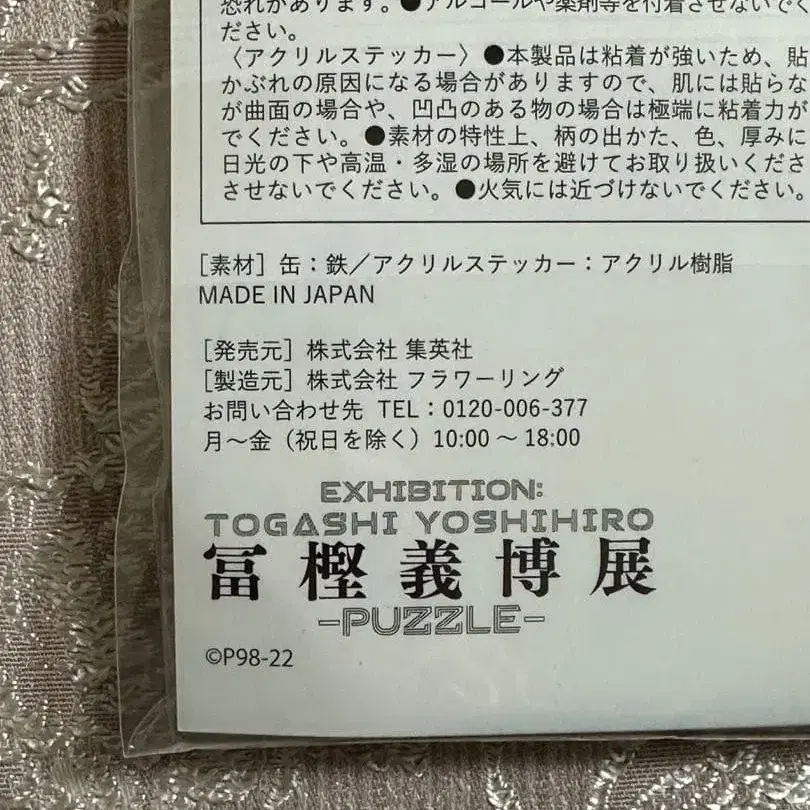 恐れがあります。●アルコールや薬剤等を付着させないでく
ださい。
〈アクリルステッカー〉●本製品は粘着が強いため、貼
かぶれの原因になる場合がありますので、肌には貼らな
が曲面の場合や、凹凸のある物の場合は極端に粘着力が
でください。●素材の特性上、柄の出かた、色、厚みに
日光の下や高温・多湿の場所を避けてお取り扱いくださ
させないでください。●火気には近づけないでください。
[素材] 缶：鉄／アクリルステッカー：アクリル樹脂
MADE IN JAPAN
[発売元] 株式会社 集英社
[製造元] 株式会社 フラワーリング
お問い合わせ先 TEL：0120-006-377
月～金（祝日を除く）10:00 ～ 18:00
EXHIBITION:
TOGASHI YOSHIHIRO
冨樫義博展
-PUZZLE-
©P98-22